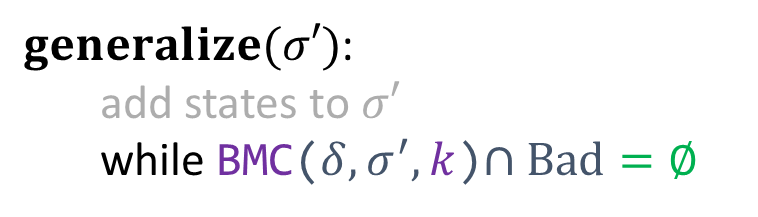 generalize(σ′):
add states to σ′
while BMC(δ, σ′, k)∩ Bad = ∅